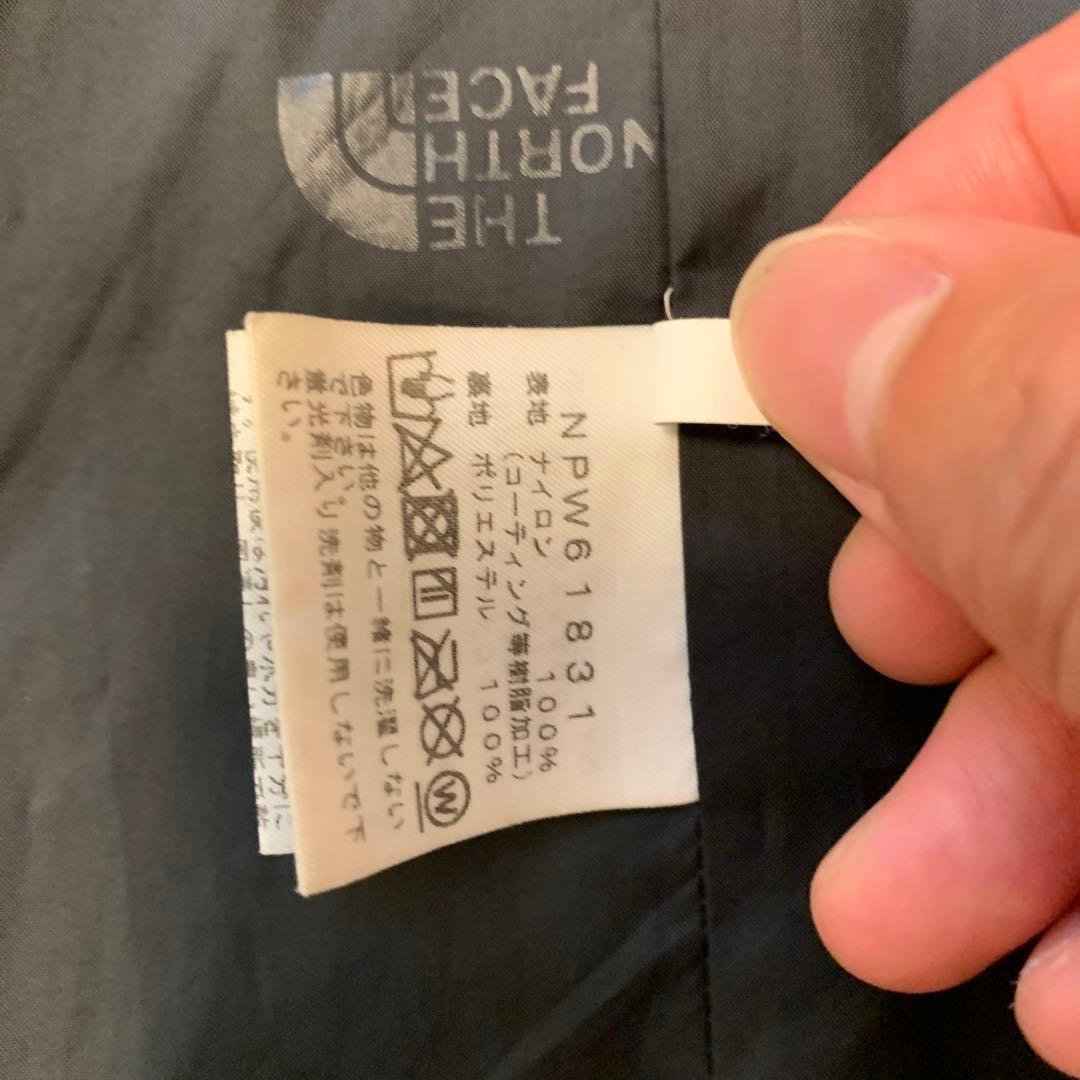 THE
NORTH
FACE
NPW61831
表地 ナイロン 100%
(コーティング等樹脂加工)
裏地 ポリエステル 100%
W
色物は他の物と一緒に洗濯しない
で下さい。
蛍光剤入り洗剤は使用しないで下
さい。